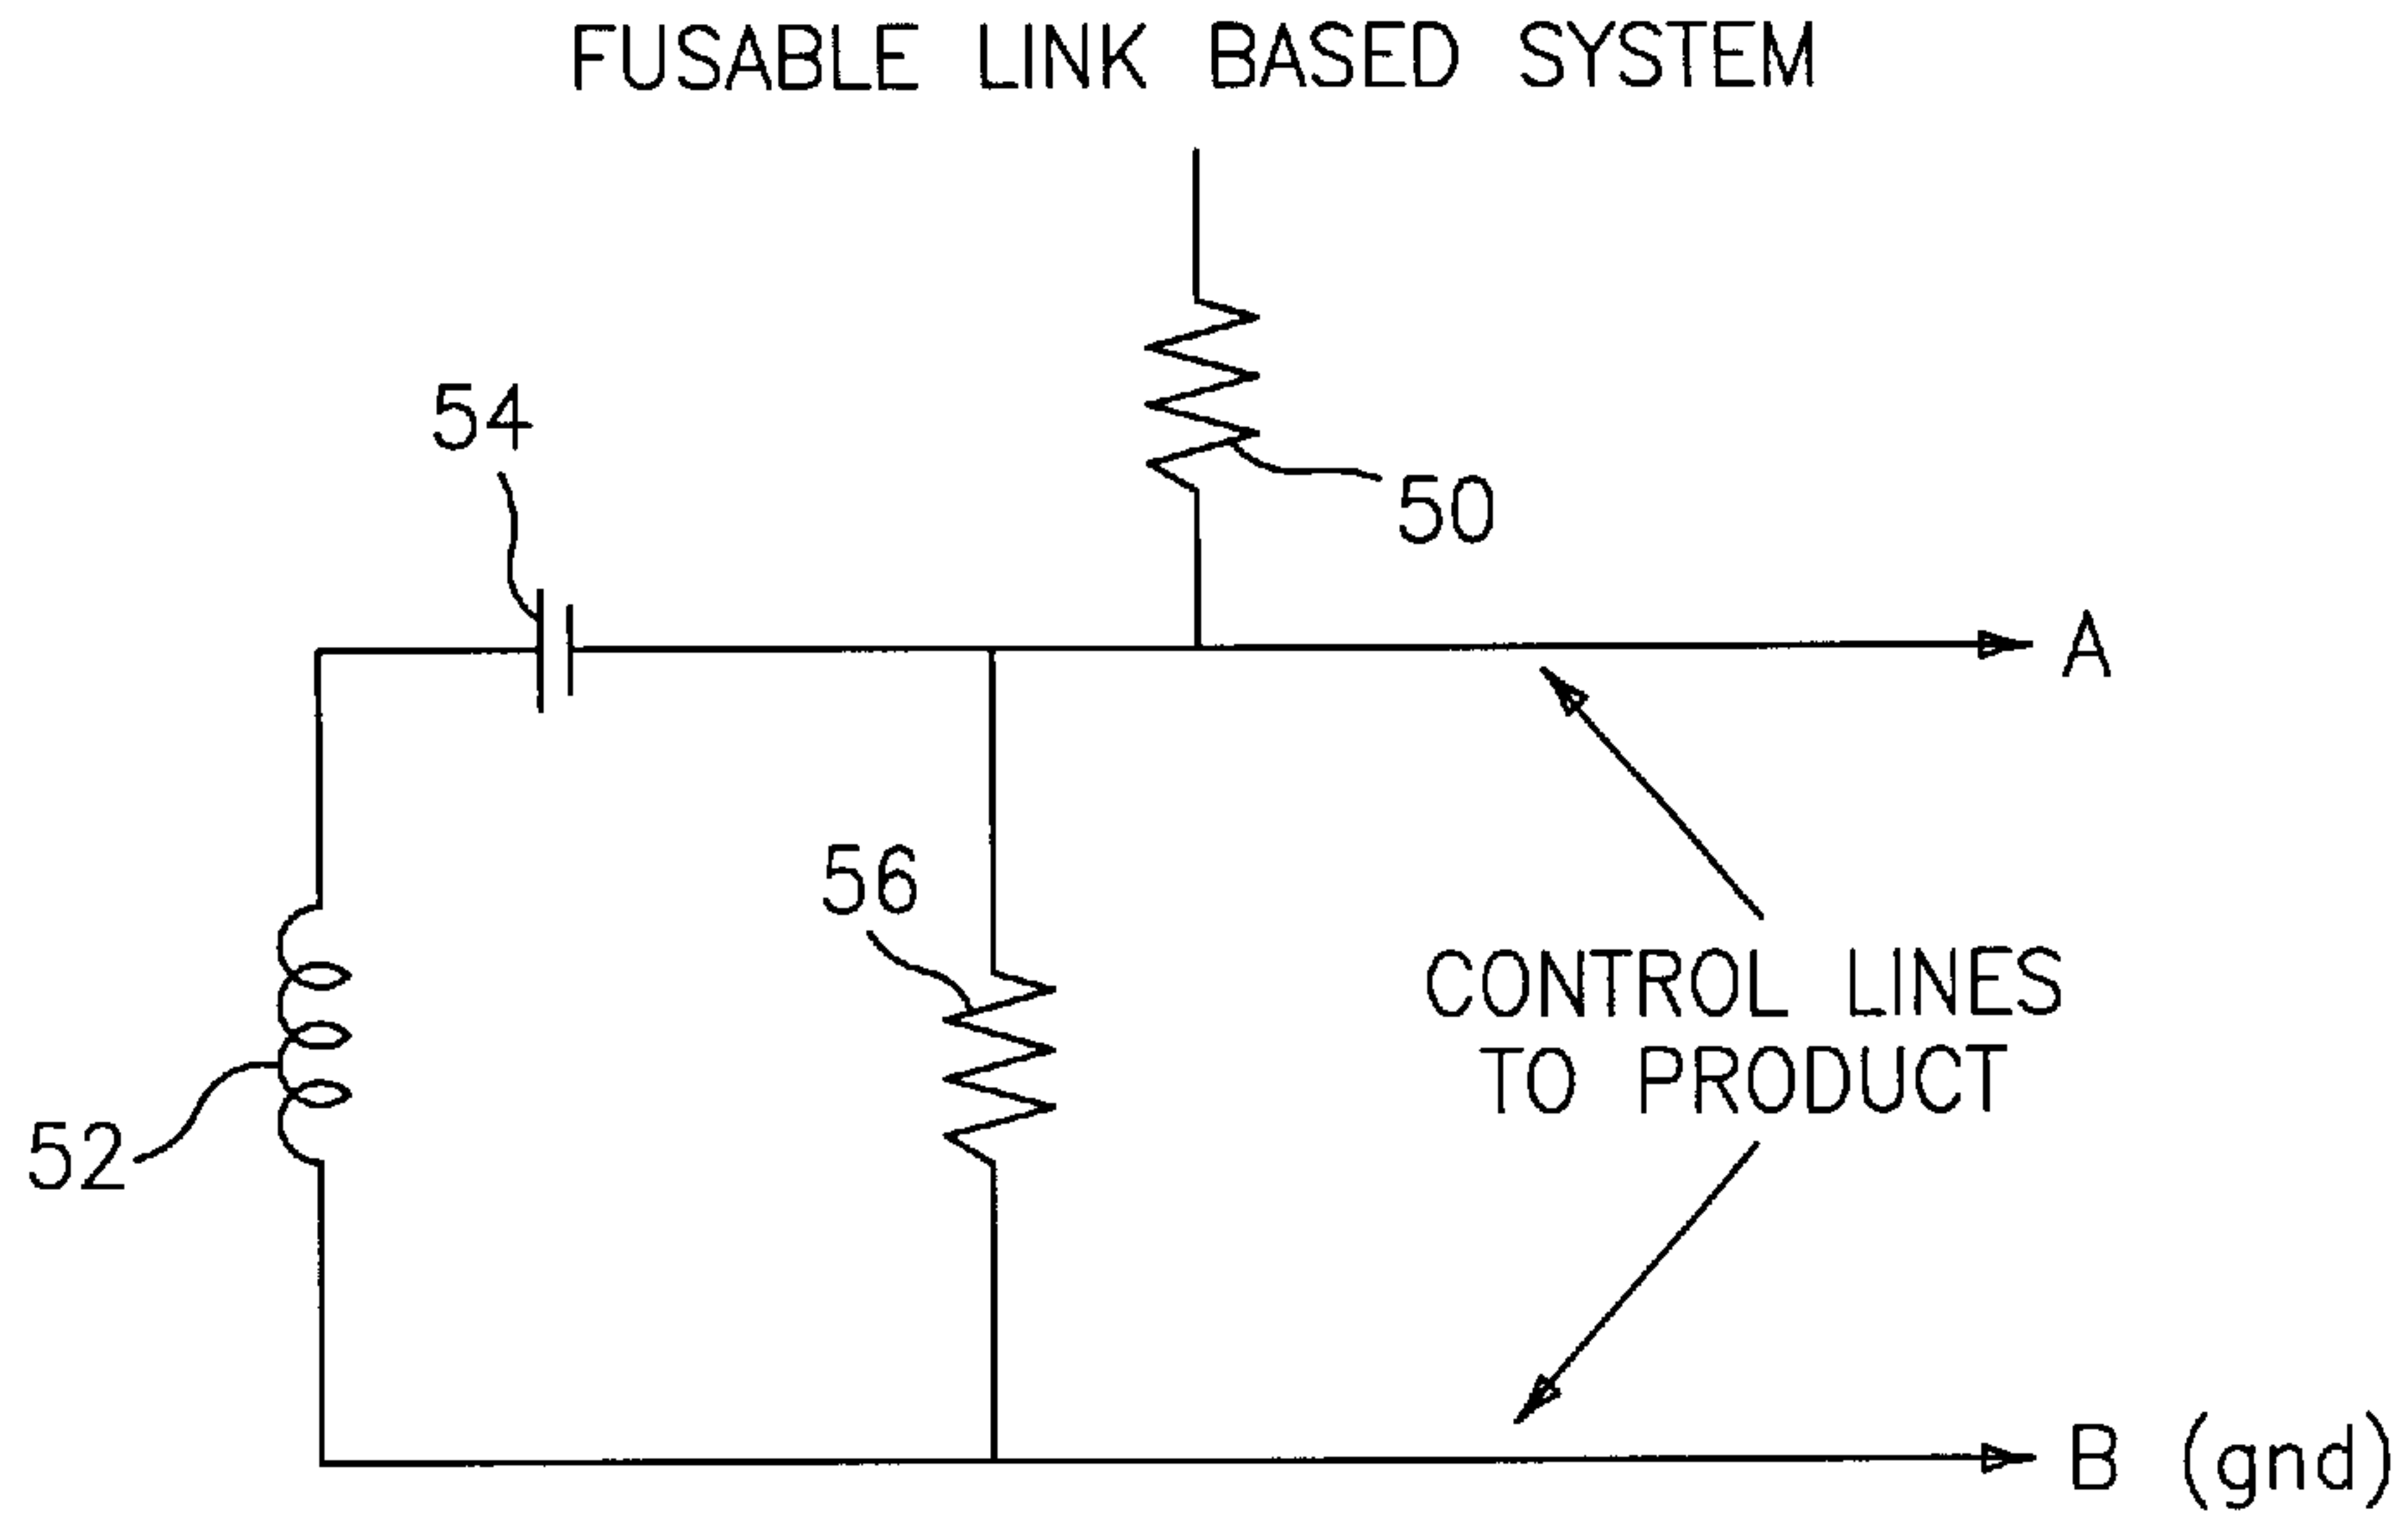 FUSABLE LINK BASED SYSTEM
54
50
A
56
CONTROL LINES
TO PRODUCT
52
B (gnd)